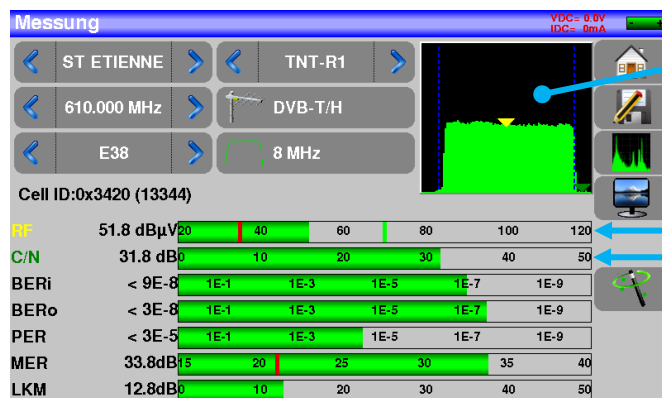 Messung VDC= 0.0V
IDC= 0mA
ST ETIENNE TNT-R1
610.000 MHz DVB-T/H
E38 8 MHz
Cell ID:0x3420 (13344)
RF 51.8 dBµV 20 40 60 80 100 120
C/N 31.8 dB 0 10 20 30 40 50
BERi < 9E-8 1E-1 1E-3 1E-5 1E-7 1E-9
BERo < 3E-8 1E-1 1E-3 1E-5 1E-7 1E-9
PER < 3E-5 1E-1 1E-3 1E-5 1E-7 1E-9
MER 33.8dB 15 20 25 30 35 40
LKM 12.8dB 0 10 20 30 40 50